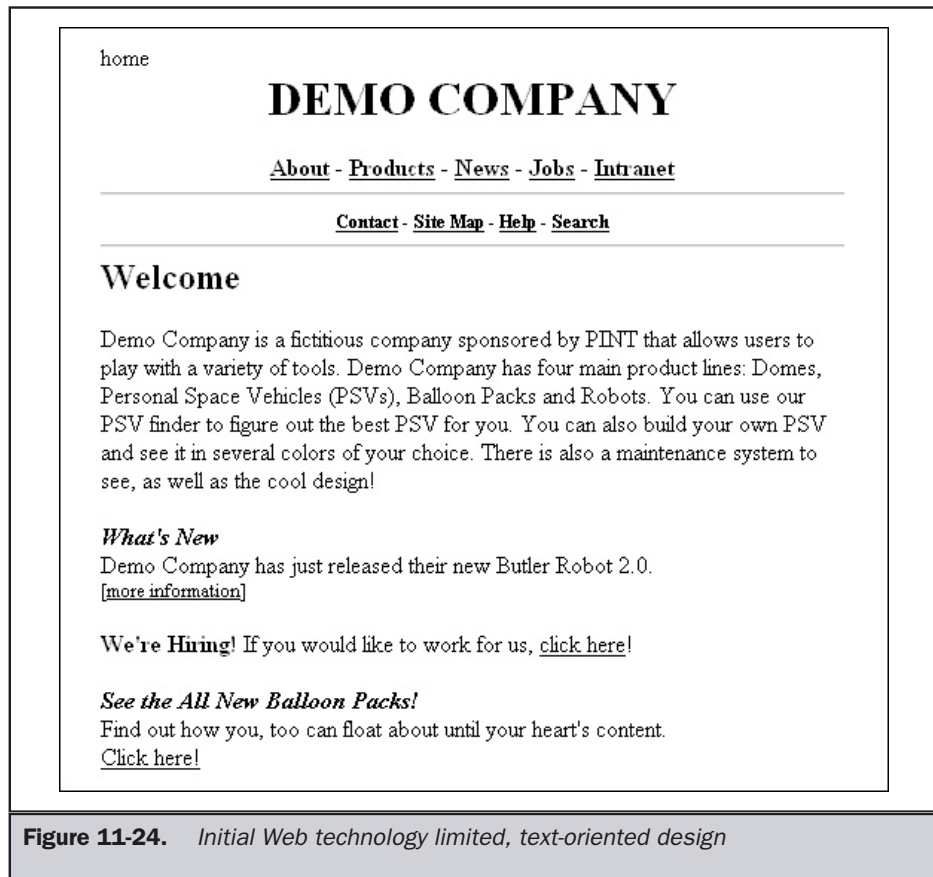 home
DEMO COMPANY
About - Products - News - Jobs - Intranet
Contact - Site Map - Help - Search
Welcome
Demo Company is a fictitious company sponsored by PINT that allows users to
play with a variety of tools. Demo Company has four main product lines: Domes,
Personal Space Vehicles (PSVs), Balloon Packs and Robots. You can use our
PSV finder to figure out the best PSV for you. You can also build your own PSV
and see it in several colors of your choice. There is also a maintenance system to
see, as well as the cool design!
What's New
Demo Company has just released their new Butler Robot 2.0.
[more information]
We're Hiring! If you would like to work for us, click here!
See the All New Balloon Packs!
Find out how you, too can float about until your heart's content.
Click here!
Figure 11-24. Initial Web technology limited, text-oriented design